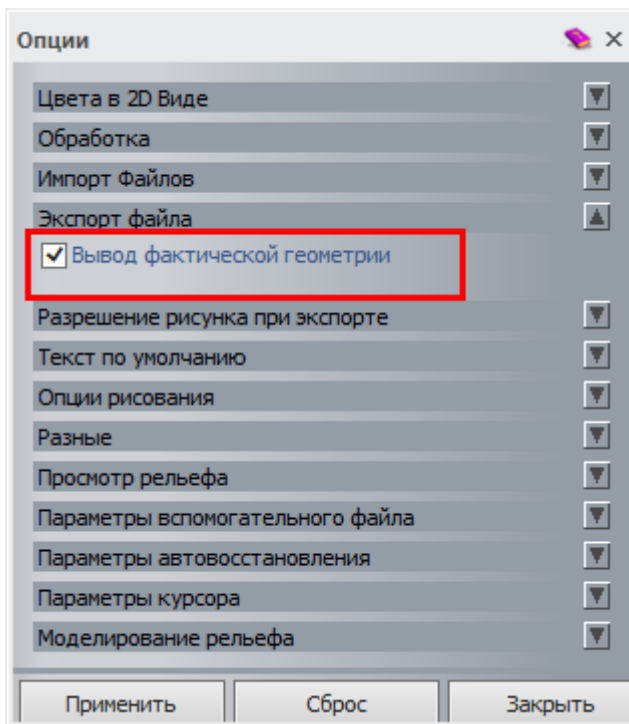 Опции
Цвета в 2D Виде
Обработка
Импорт Файлов
Экспорт файла
Вывод фактической геометрии
Разрешение рисунка при экспорте
Текст по умолчанию
Опции рисования
Разные
Просмотр рельефа
Параметры вспомогательного файла
Параметры автовосстановления
Параметры курсора
Моделирование рельефа
Применить
Сброс
Закрыть